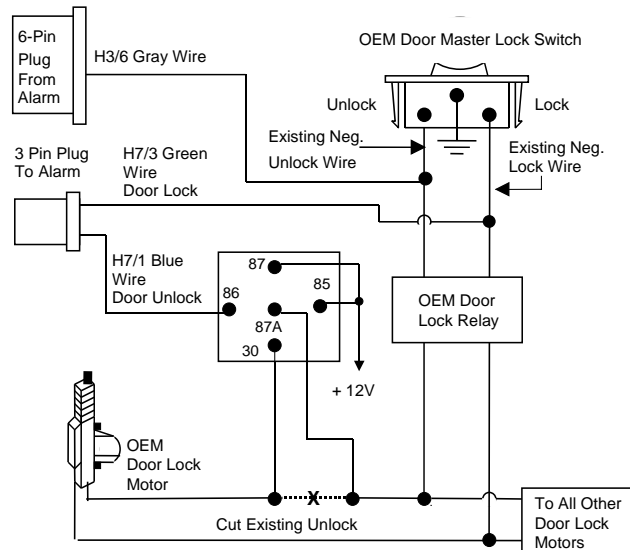 6-Pin
Plug
From
Alarm
H3/6 Gray Wire
OEM Door Master Lock Switch
Unlock
Lock
Existing Neg.
Unlock Wire
Existing Neg.
Lock Wire
3 Pin Plug
To Alarm
H7/3 Green
Wire
Door Lock
H7/1 Blue
Wire
Door Unlock
87
85
86
87A
30
+ 12V
OEM Door
Lock Relay
OEM
Door Lock
Motor
X
Cut Existing Unlock
To All Other
Door Lock
Motors